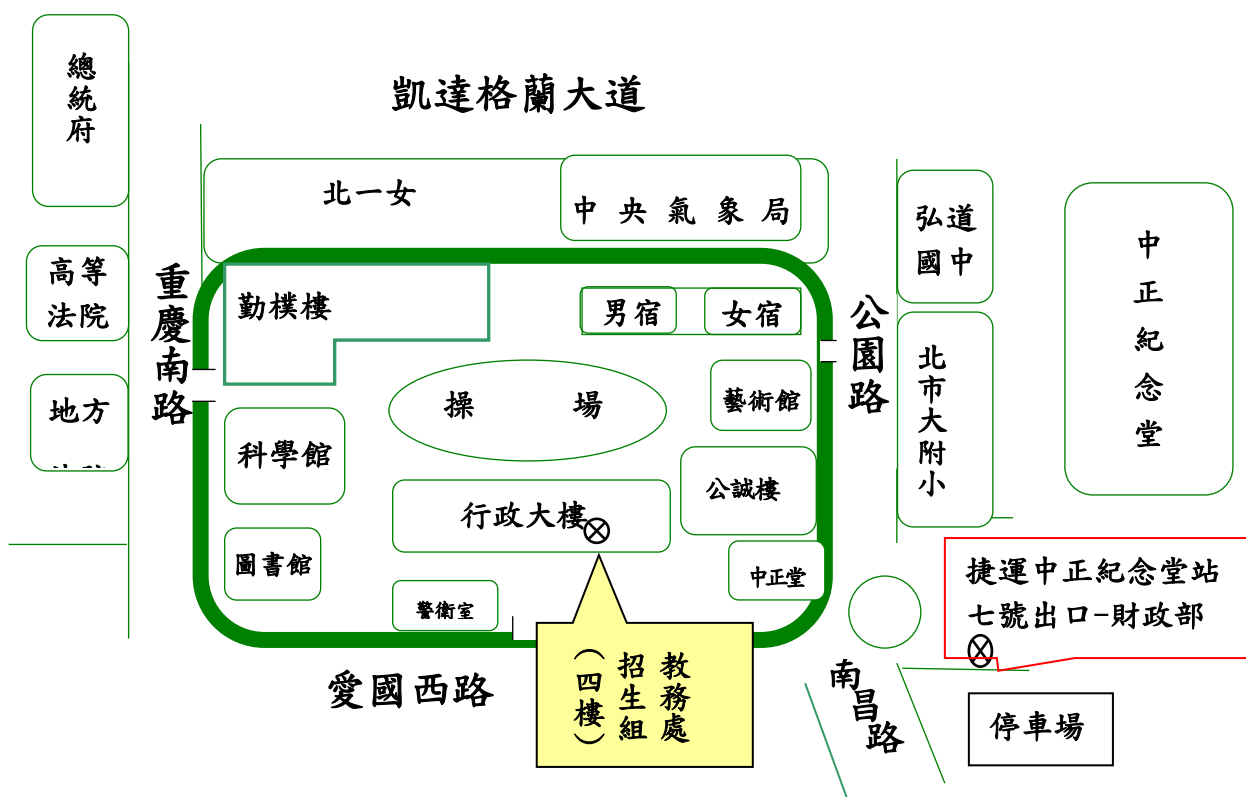 總統府
凱達格蘭大道
北一女
中央氣象局
弘道
國中
中正紀念堂
高等
法院
重慶南路
勤樸樓
男宿
女宿
公園路
地方
操場
藝術館
北市大附小
科學館
公誠樓
行政大樓
圖書館
中正堂
警衛室
捷運中正紀念堂站
七號出口-財政部
愛國西路
教務處
招生組
(四樓)
南昌路
停車場